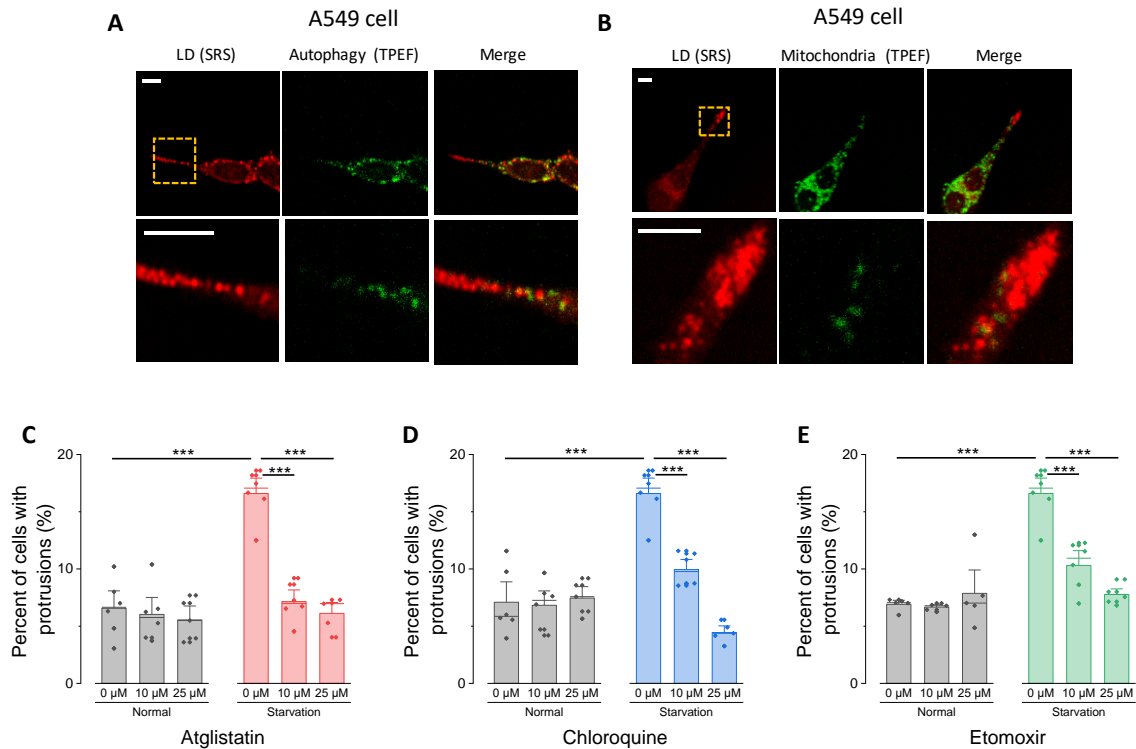 A
A549 cell
LD (SRS) Autophagy (TPEF) Merge
B
A549 cell
LD (SRS) Mitochondria (TPEF) Merge
C
Percent of cells with
protrusions (%)
20
10
0
***
***
***
0 µM 10 µM 25 µM 0 µM 10 µM 25 µM
Normal Starvation
Atglistatin
D
Percent of cells with
protrusions (%)
20
10
0
***
***
***
0 µM 10 µM 25 µM 0 µM 10 µM 25 µM
Normal Starvation
Chloroquine
E
Percent of cells with
protrusions (%)
20
10
0
***
***
***
0 µM 10 µM 25 µM 0 µM 10 µM 25 µM
Normal Starvation
Etomoxir